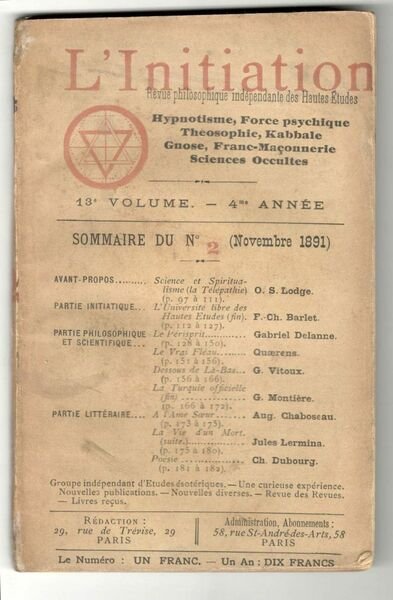 L'Initiation
Revue philosophique indépendante des Hautes Etudes
Hypnotisme, Force psychique
Theosophie, Kabbale
Gnose, Franc-Maçonnerie
Sciences Occultes
13e VOLUME. — 4me ANNÉE
SOMMAIRE DU No 2 (Novembre 1891)
AVANT-PROPOS......... Science et Spiritua-
lisme (la Télépathie) O. S. Lodge.
(p. 97 à 111).
PARTIE INITIATIQUE... L'Université libre des
Hautes Etudes (fin). F.-Ch. Barlet.
(p. 112 à 127).
PARTIE PHILOSOPHIQUE Le Périsprit........... Gabriel Delanne.
ET SCIENTIFIQUE... (p. 128 à 150).
Le Vrai Fléau......... Quærens.
(p. 151 à 156).
Dessous de Là-Bas... G. Vitoux.
(p. 156 à 166).
La Turquie officielle
(fin) ................. G. Montière.
(p. 166 à 172).
PARTIE LITTÉRAIRE.... A l'Ame Sœur....... Aug. Chaboseau.
(p. 173 à 175).
La Vie d'un Mort.
(suite.)............... Jules Lermina.
(p. 175 à 180).
Poésie ................ Ch. Dubourg.
(p. 181 à 182).
Groupe indépendant d'Etudes ésotériques. — Une curieuse expérience.
Nouvelles publications. — Nouvelles diverses. — Revue des Revues.
— Livres reçus.
RÉDACTION :
29, rue de Trévise, 29
PARIS
Administration, Abonnements :
58, rue St-André-des-Arts, 58
PARIS
Le Numéro : UN FRANC. — Un An : DIX FRANCS